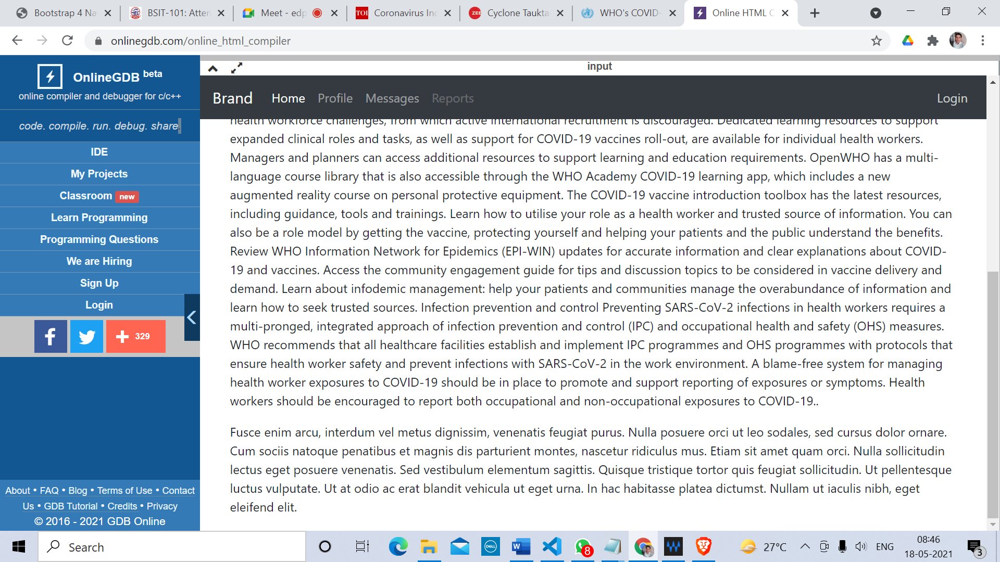 Bootstrap 4 Na
BSIT-101: Atten
Meet - edp
TOI Coronavirus Inc
ZEE Cyclone Taukta
WHO's COVID-
Online HTML C
onlinegdb.com/online_html_compiler
OnlineGDB beta
online compiler and debugger for c/c++
code. compile. run. debug. share.
IDE
My Projects
Classroom new
Learn Programming
Programming Questions
We are Hiring
Sign Up
Login
329
About • FAQ • Blog • Terms of Use • Contact
Us • GDB Tutorial • Credits • Privacy
© 2016 - 2021 GDB Online
input
Brand Home Profile Messages Reports Login
health workforce challenges, from which active international recruitment is discouraged. Dedicated learning resources to support
expanded clinical roles and tasks, as well as support for COVID-19 vaccines roll-out, are available for individual health workers.
Managers and planners can access additional resources to support learning and education requirements. OpenWHO has a multi-
language course library that is also accessible through the WHO Academy COVID-19 learning app, which includes a new
augmented reality course on personal protective equipment. The COVID-19 vaccine introduction toolbox has the latest resources,
including guidance, tools and trainings. Learn how to utilise your role as a health worker and trusted source of information. You can
also be a role model by getting the vaccine, protecting yourself and helping your patients and the public understand the benefits.
Review WHO Information Network for Epidemics (EPI-WIN) updates for accurate information and clear explanations about COVID-
19 and vaccines. Access the community engagement guide for tips and discussion topics to be considered in vaccine delivery and
demand. Learn about infodemic management: help your patients and communities manage the overabundance of information and
learn how to seek trusted sources. Infection prevention and control Preventing SARS-CoV-2 infections in health workers requires a
multi-pronged, integrated approach of infection prevention and control (IPC) and occupational health and safety (OHS) measures.
WHO recommends that all healthcare facilities establish and implement IPC programmes and OHS programmes with protocols that
ensure health worker safety and prevent infections with SARS-CoV-2 in the work environment. A blame-free system for managing
health worker exposures to COVID-19 should be in place to promote and support reporting of exposures or symptoms. Health
workers should be encouraged to report both occupational and non-occupational exposures to COVID-19..
Fusce enim arcu, interdum vel metus dignissim, venenatis feugiat purus. Nulla posuere orci ut leo sodales, sed cursus dolor ornare.
Cum sociis natoque penatibus et magnis dis parturient montes, nascetur ridiculus mus. Etiam sit amet quam orci. Nulla sollicitudin
lectus eget posuere venenatis. Sed vestibulum elementum sagittis. Quisque tristique tortor quis feugiat sollicitudin. Ut pellentesque
luctus vulputate. Ut at odio ac erat blandit vehicula ut eget urna. In hac habitasse platea dictumst. Nullam ut iaculis nibh, eget
eleifend elit.
Search
DELL
8
27°C
ENG
08:46
18-05-2021
3